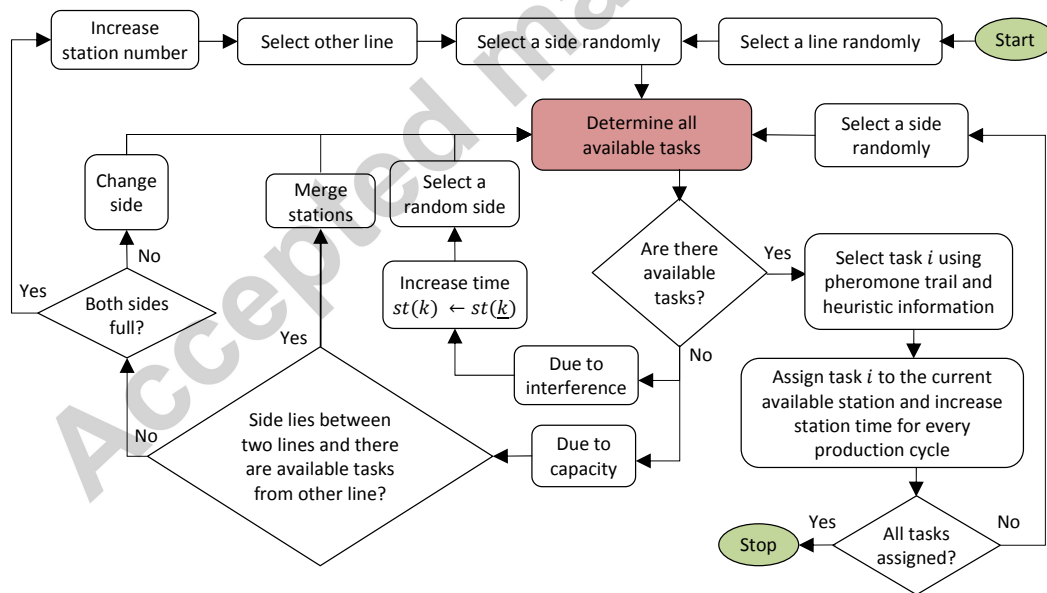 Increase
station number
Select other line
Select a side randomly
Select a line randomly
Start
Determine all
available tasks
Select a side
randomly
Change
side
Merge
stations
Select a
random side
Are there
available
tasks?
Yes
Select task i using
pheromone trail and
heuristic information
No
Increase time
st(k) ← st(k)
Yes
Both sides
full?
No
Due to
interference
Yes
Assign task i to the current
available station and increase
station time for every
production cycle
No
Side lies between
two lines and there
are available tasks
from other line?
Due to
capacity
Yes
All tasks
assigned?
No
Stop
Accepted ma